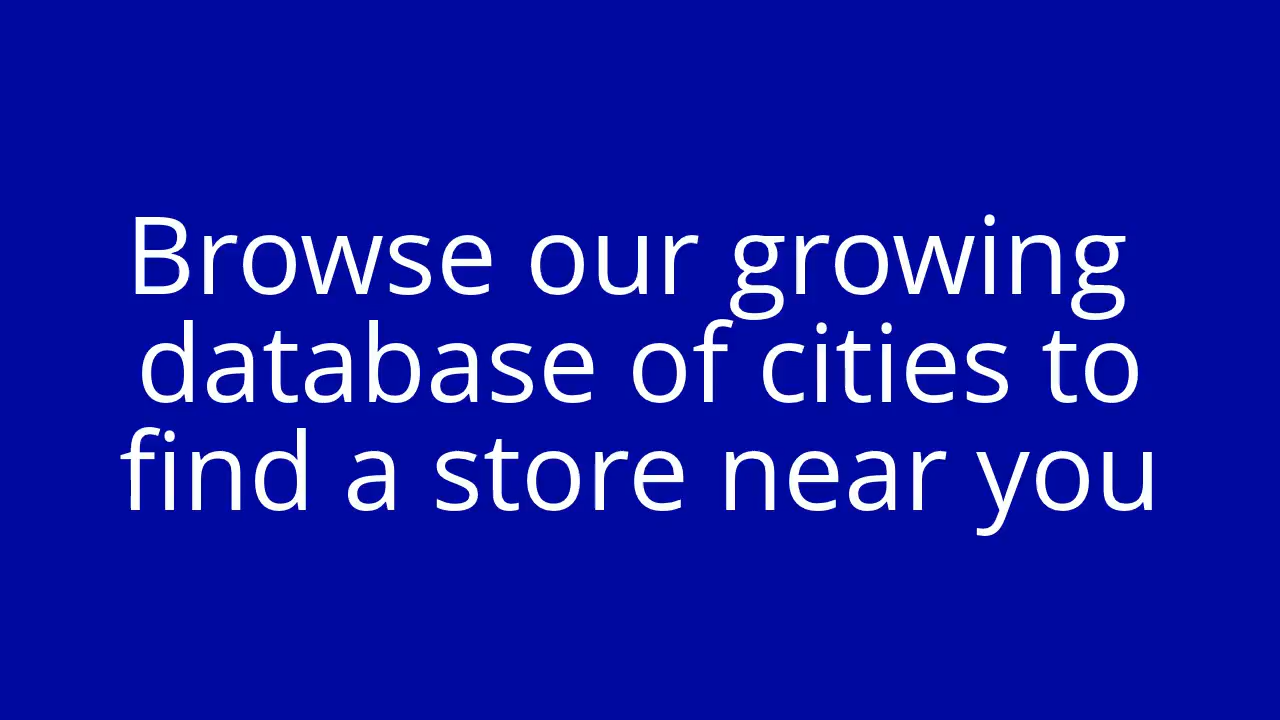 Browse our growing
database of cities to
find a store near you